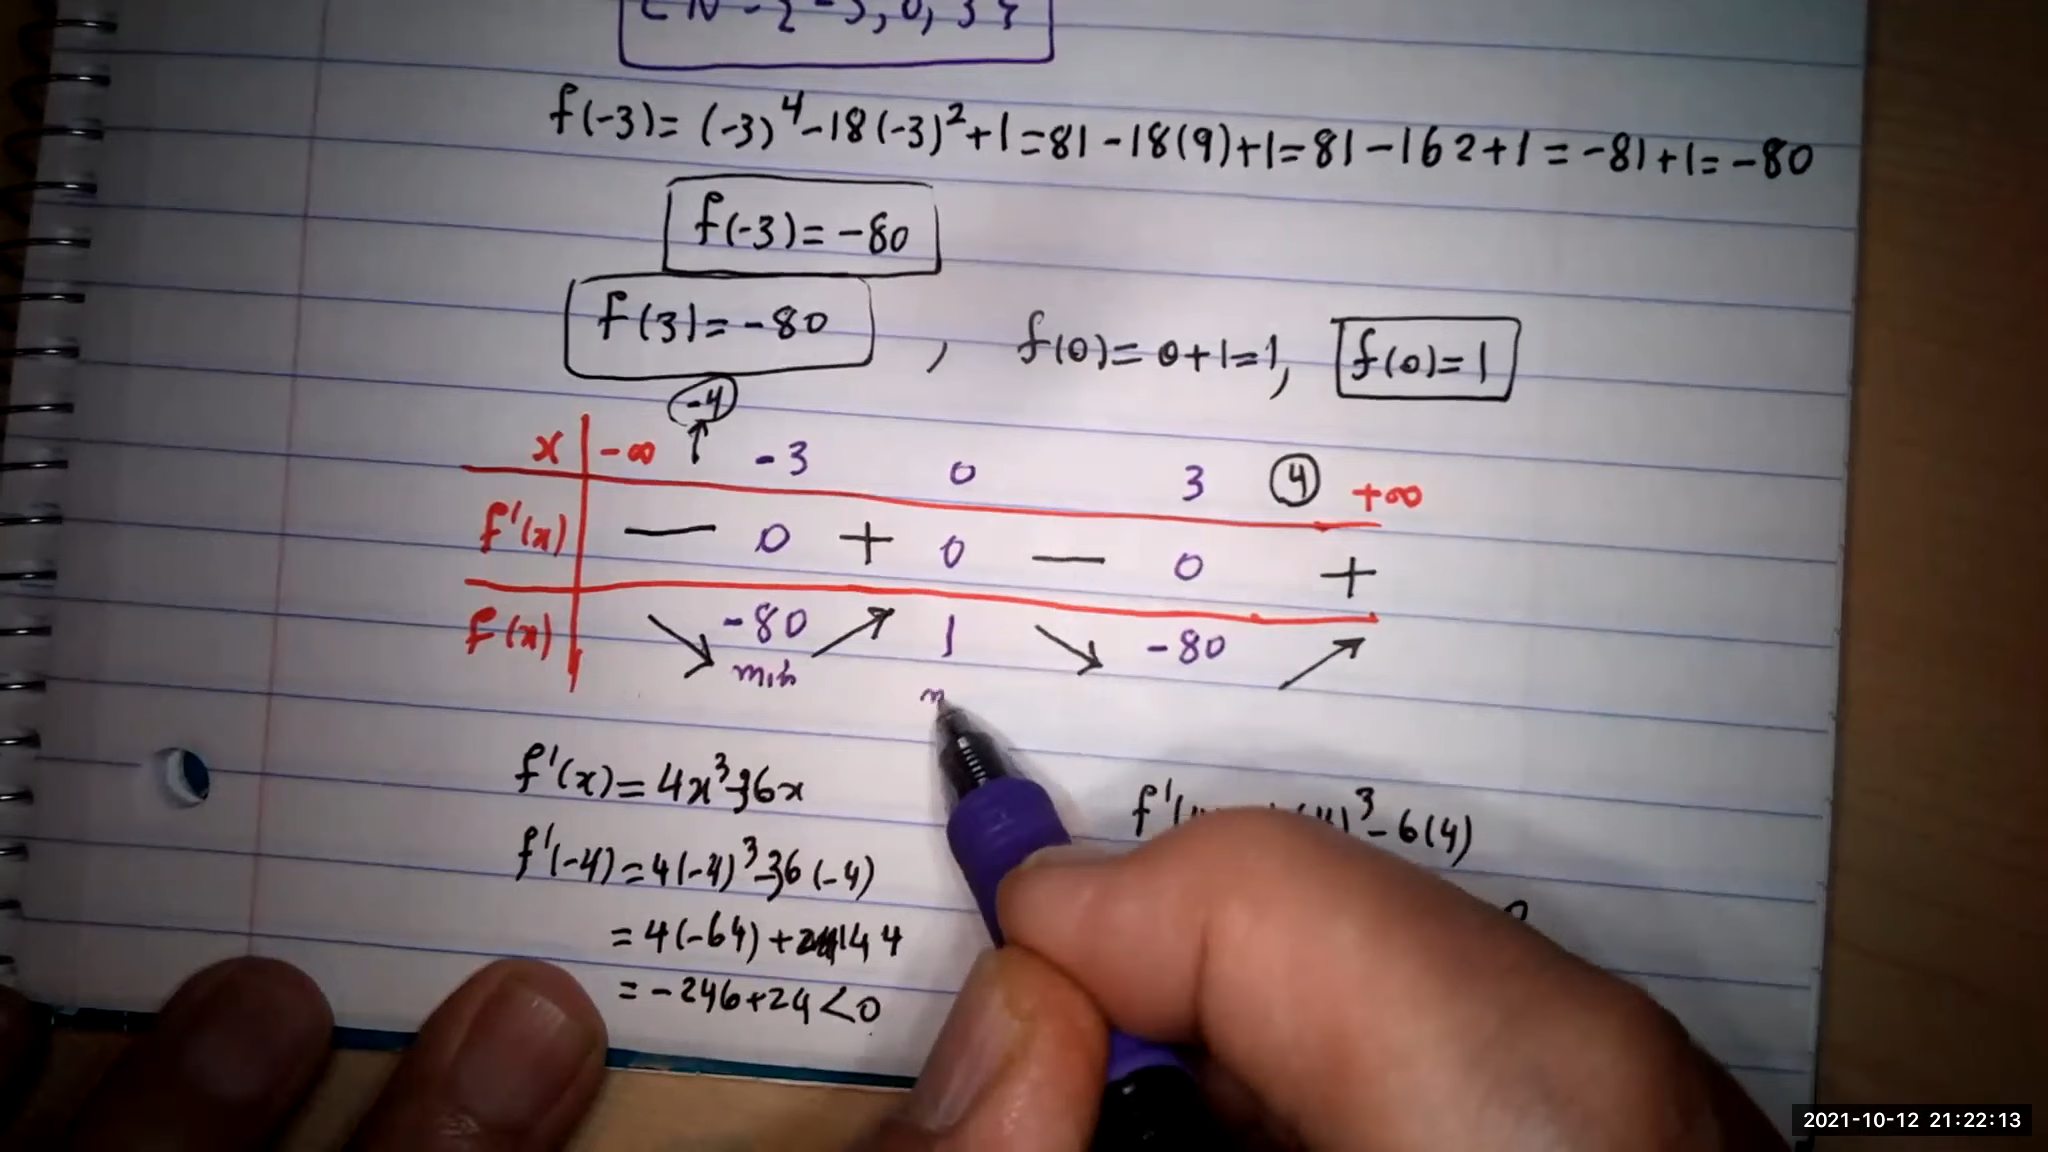 f(-3)= (-3)^4 -18(-3)^2 +1 =81 -18(9)+1= 81 -162+1 = -81+1= -80
f(-3)= -80
f(3)= -80 , f(0)= 0+1=1, f(0)= 1
-4
x -∞ ↑ -3 0 3 4 +∞
f'(x) — 0 + 0 — 0 +
f(x) ↘ -80 ↗ 1 ↘ -80 ↗
min
f'(x)= 4x^3-36x
f'(-4)= 4(-4)^3-36(-4)
^3 - 6(4)
= 4(-64)+144
= -246+24 <0
2021-10-12 21:22:13